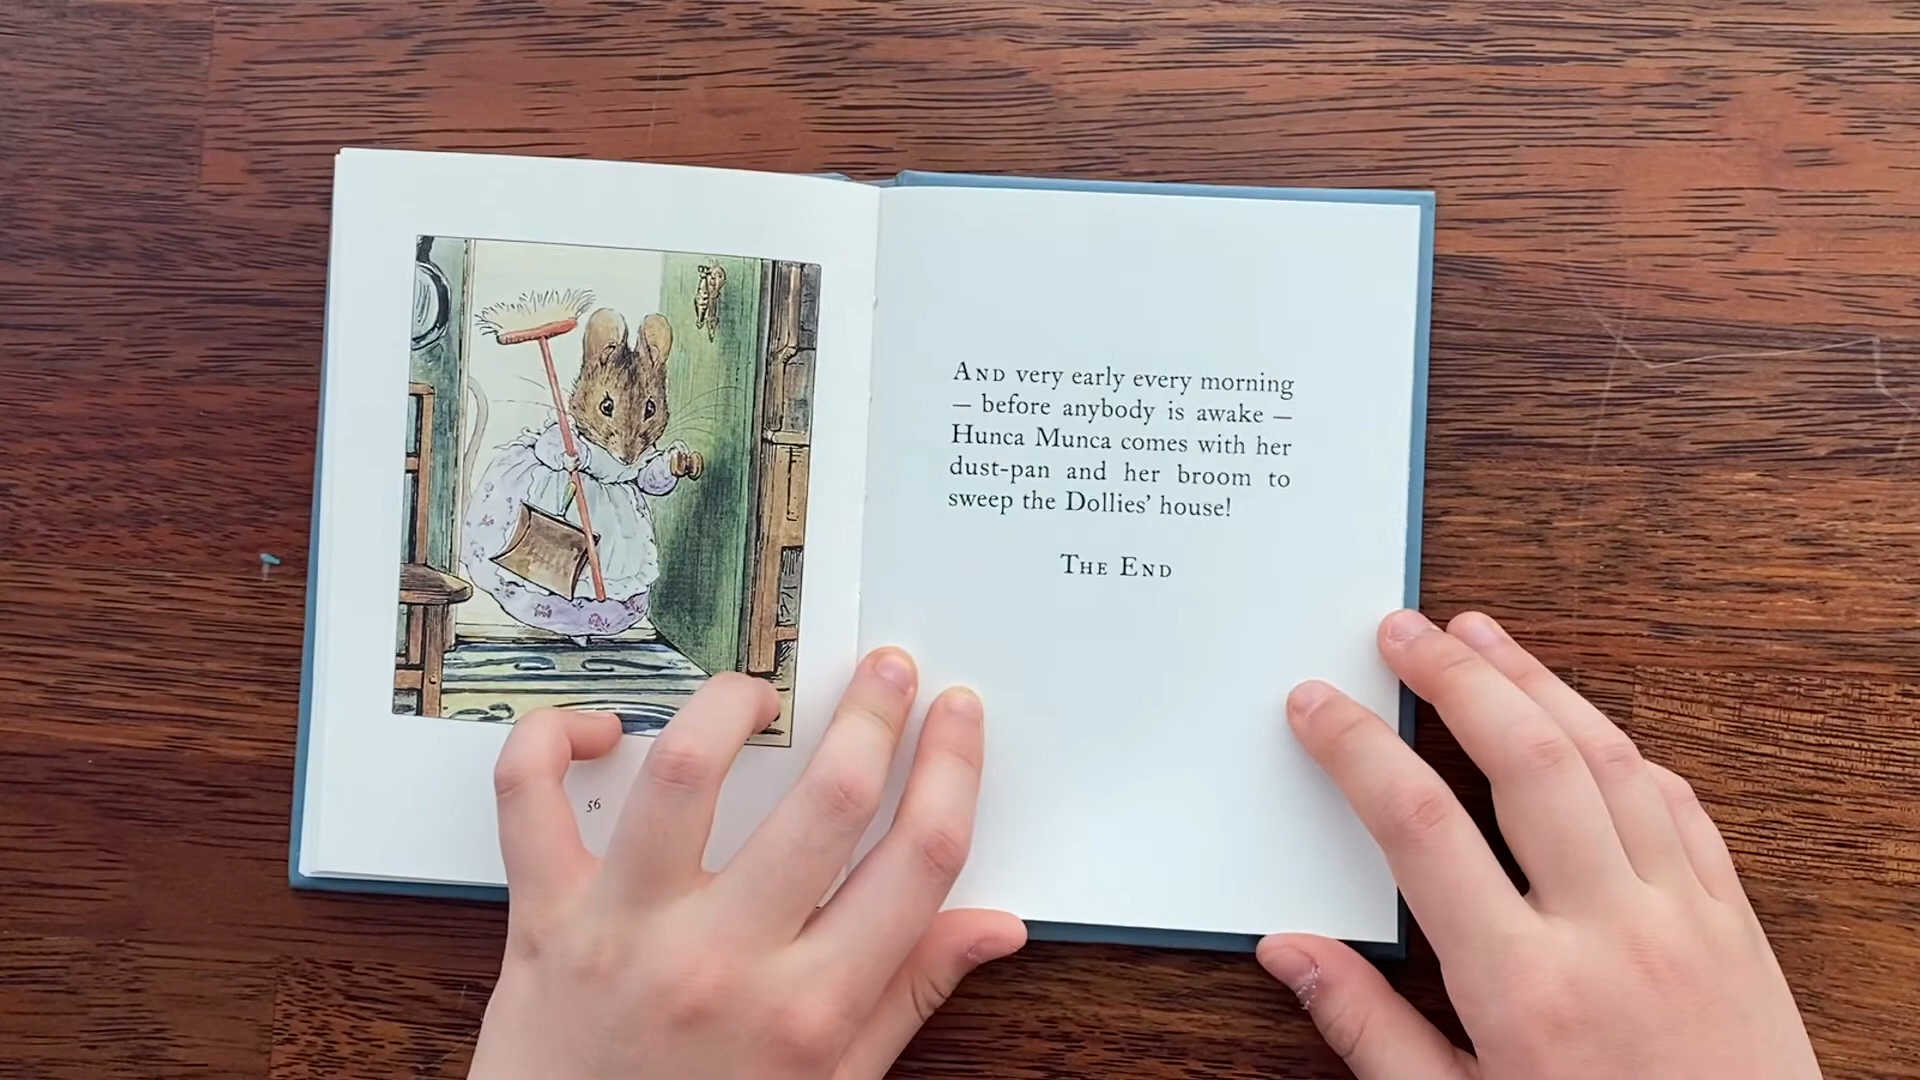 56
AND very early every morning
— before anybody is awake —
Hunca Munca comes with her
dust-pan and her broom to
sweep the Dollies’ house!
THE END